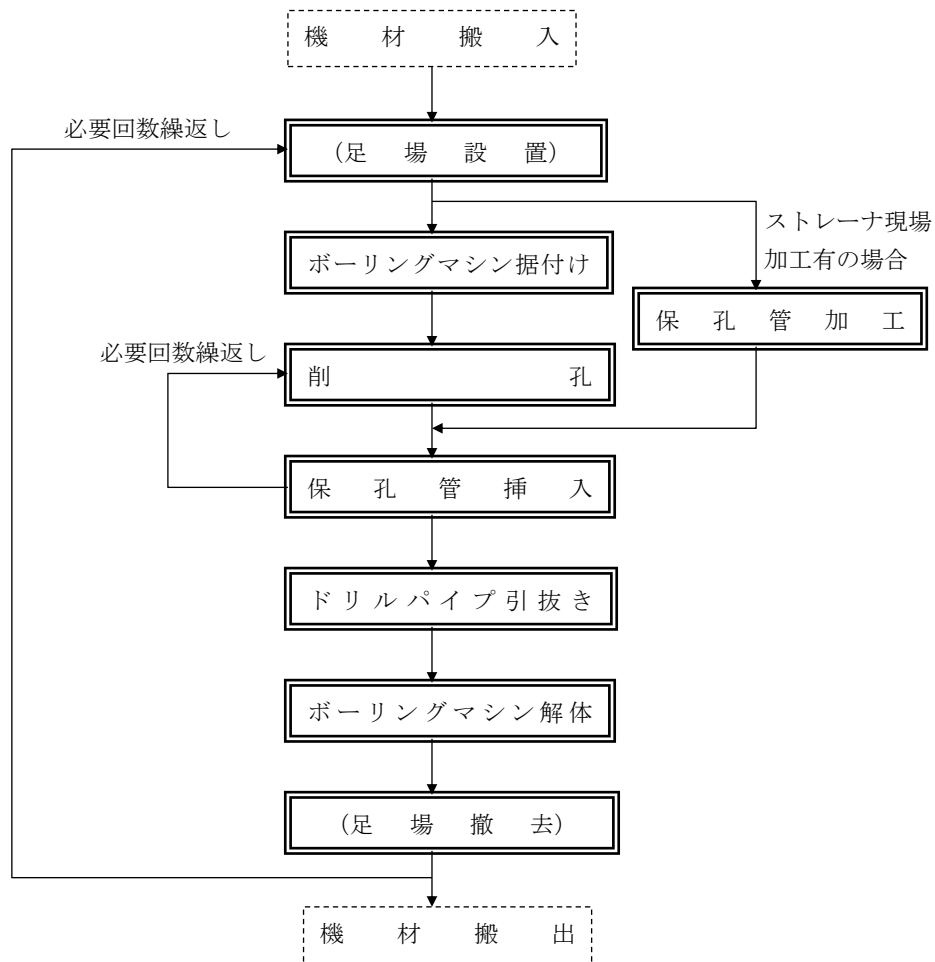 機材搬入
必要回数繰返し
(足場設置)
ストレーナ現場
加工有の場合
ボーリングマシン据付け
保孔管加工
必要回数繰返し
削孔
保孔管挿入
ドリルパイプ引抜き
ボーリングマシン解体
(足場撤去)
機材搬出